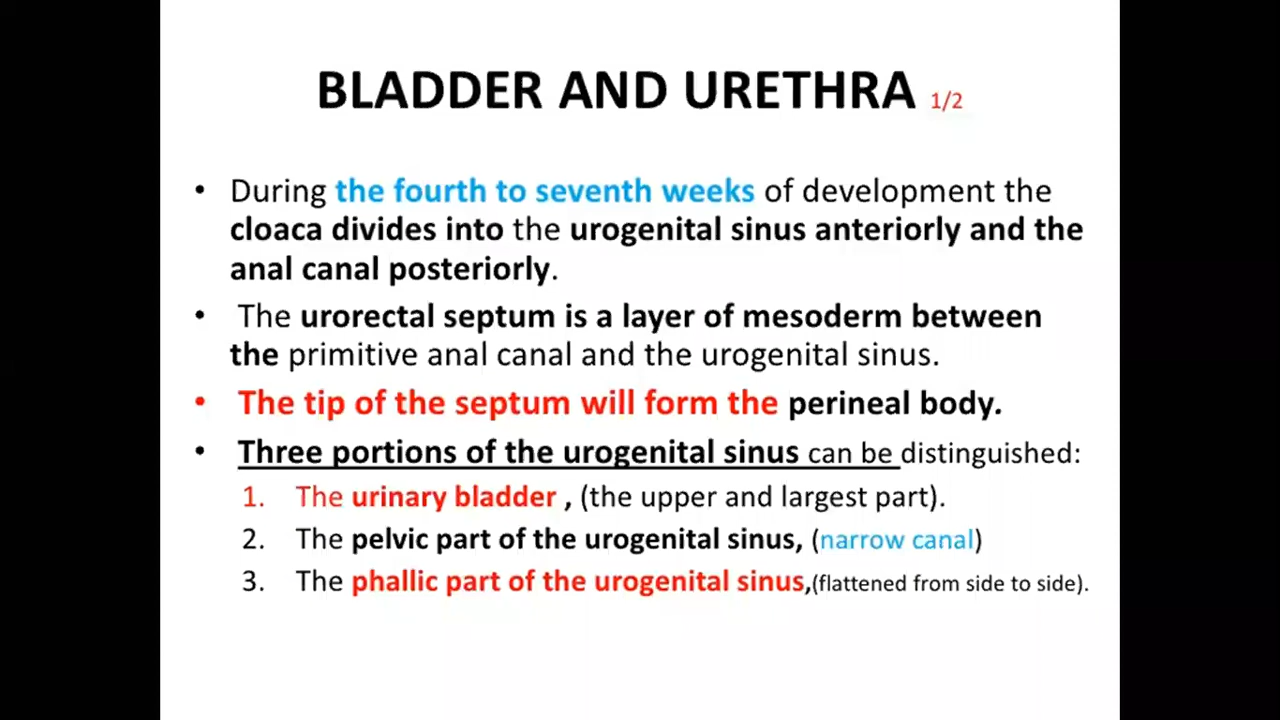 BLADDER AND URETHRA 1/2
• During the fourth to seventh weeks of development the
cloaca divides into the urogenital sinus anteriorly and the
anal canal posteriorly.
• The urorectal septum is a layer of mesoderm between
the primitive anal canal and the urogenital sinus.
• The tip of the septum will form the perineal body.
• Three portions of the urogenital sinus can be distinguished:
1. The urinary bladder , (the upper and largest part).
2. The pelvic part of the urogenital sinus, (narrow canal)
3. The phallic part of the urogenital sinus,(flattened from side to side).